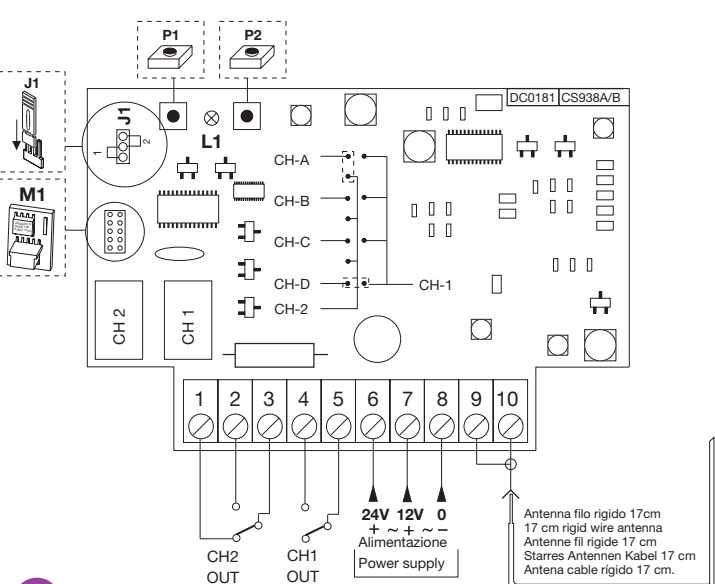 P1 P2
J1
DC0181 CS938A/B
J1
1 2
L1
M1
CH-A
CH-B
CH-C
CH-D
CH-2
CH-1
CH 2
CH 1
1 2 3 4 5 6 7 8 9 10
24V 12V 0
+ ~ + ~ –
Alimentazione
Power supply
CH2
OUT
CH1
OUT
Antenna filo rigido 17cm
17 cm rigid wire antenna
Antenne fil rigide 17 cm
Starres Antennen Kabel 17 cm
Antena cable rígido 17 cm.